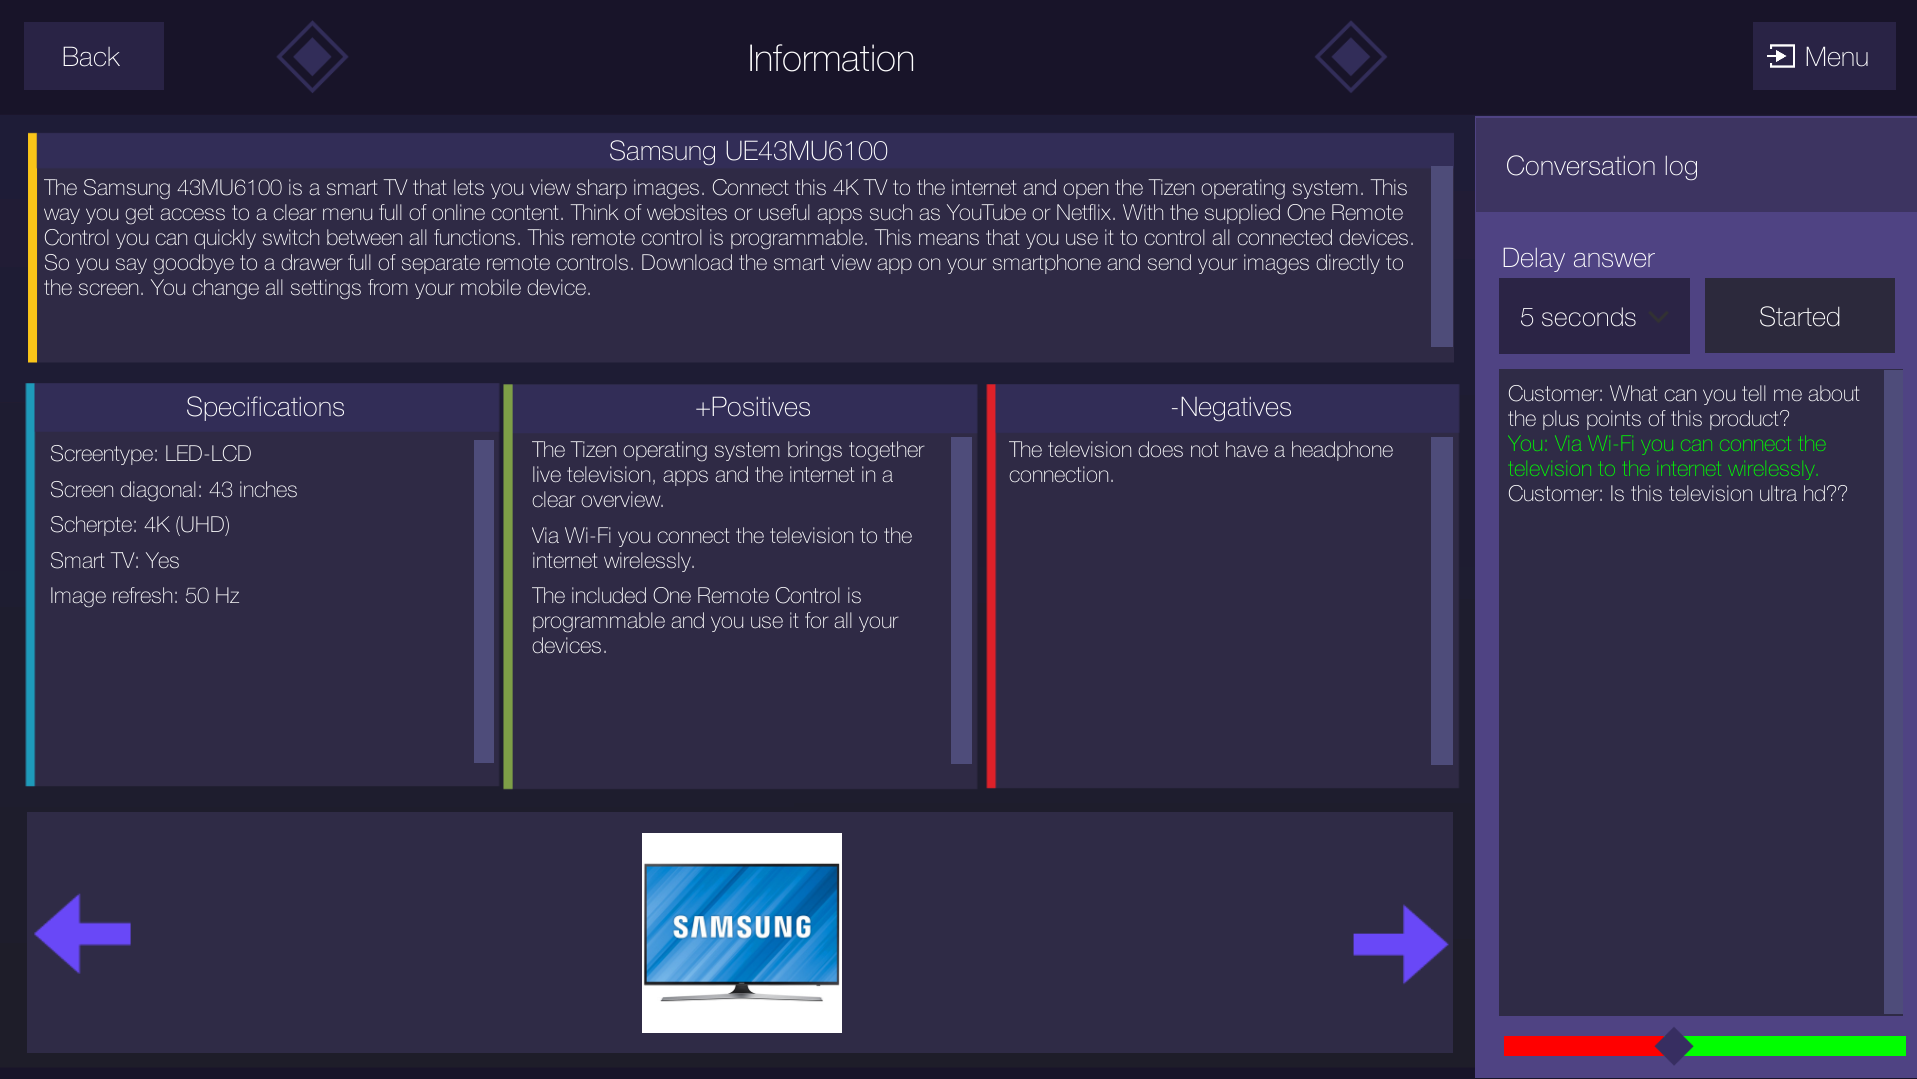 Back
Information
Menu
Samsung UE43MU6100
The Samsung 43MU6100 is a smart TV that lets you view sharp images. Connect this 4K TV to the internet and open the Tizen operating system. This
way you get access to a clear menu full of online content. Think of websites or useful apps such as YouTube or Netflix. With the supplied One Remote
Control you can quickly switch between all functions. This remote control is programmable. This means that you use it to control all connected devices.
So you say goodbye to a drawer full of separate remote controls. Download the smart view app on your smartphone and send your images directly to
the screen. You change all settings from your mobile device.
Specifications
Screentype: LED-LCD
Screen diagonal: 43 inches
Scherpte: 4K (UHD)
Smart TV: Yes
Image refresh: 50 Hz
+Positives
The Tizen operating system brings together
live television, apps and the internet in a
clear overview.
Via Wi-Fi you connect the television to the
internet wirelessly.
The included One Remote Control is
programmable and you use it for all your
devices.
-Negatives
The television does not have a headphone
connection.
SAMSUNG
Conversation log
Delay answer
5 seconds
Started
Customer: What can you tell me about
the plus points of this product?
You: Via Wi-Fi you can connect the
television to the internet wirelessly.
Customer: Is this television ultra hd??